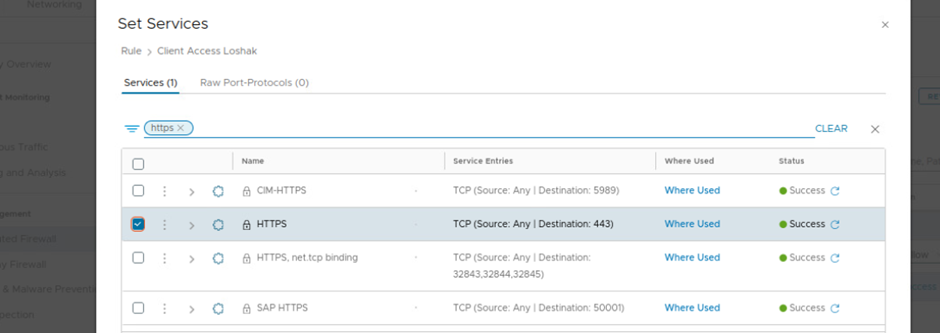 Networking
Set Services
Rule > Client Access Loshak
y Overview
Services (1) Raw Port-Protocols (0)
Monitoring
https CLEAR
ous Traffic
Name Service Entries Where Used Status
g and Analysis
CIM-HTTPS TCP (Source: Any | Destination: 5989) Where Used Success
gement
HTTPS TCP (Source: Any | Destination: 443) Where Used Success
ted Firewall
HTTPS, net.tcp binding TCP (Source: Any | Destination: 32843,32844,32845) Where Used Success
y Firewall
& Malware Preventi
SAP HTTPS TCP (Source: Any | Destination: 50001) Where Used Success
pection